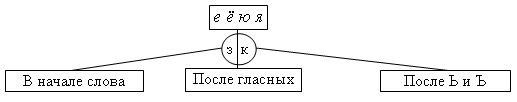 е ё ю я
з к
В начале слова
После гласных
После Ь и Ъ